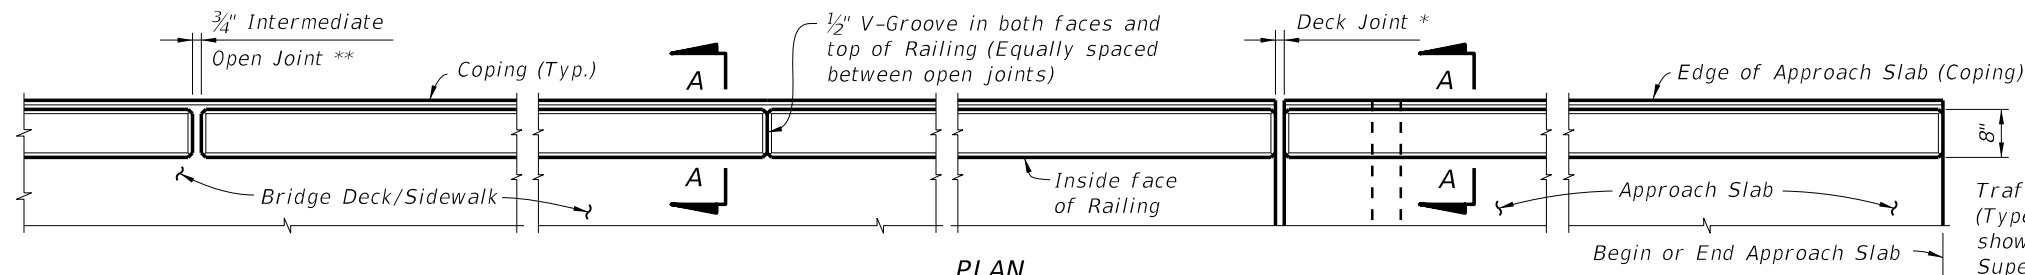 ¾" Intermediate
Open Joint **
Coping (Typ.)
A
½" V-Groove in both faces and
top of Railing (Equally spaced
between open joints)
Deck Joint *
A
Edge of Approach Slab (Coping)
8"
A
A
Bridge Deck/Sidewalk
Inside face
of Railing
Approach Slab
Begin or End Approach Slab
(Type
PLAN